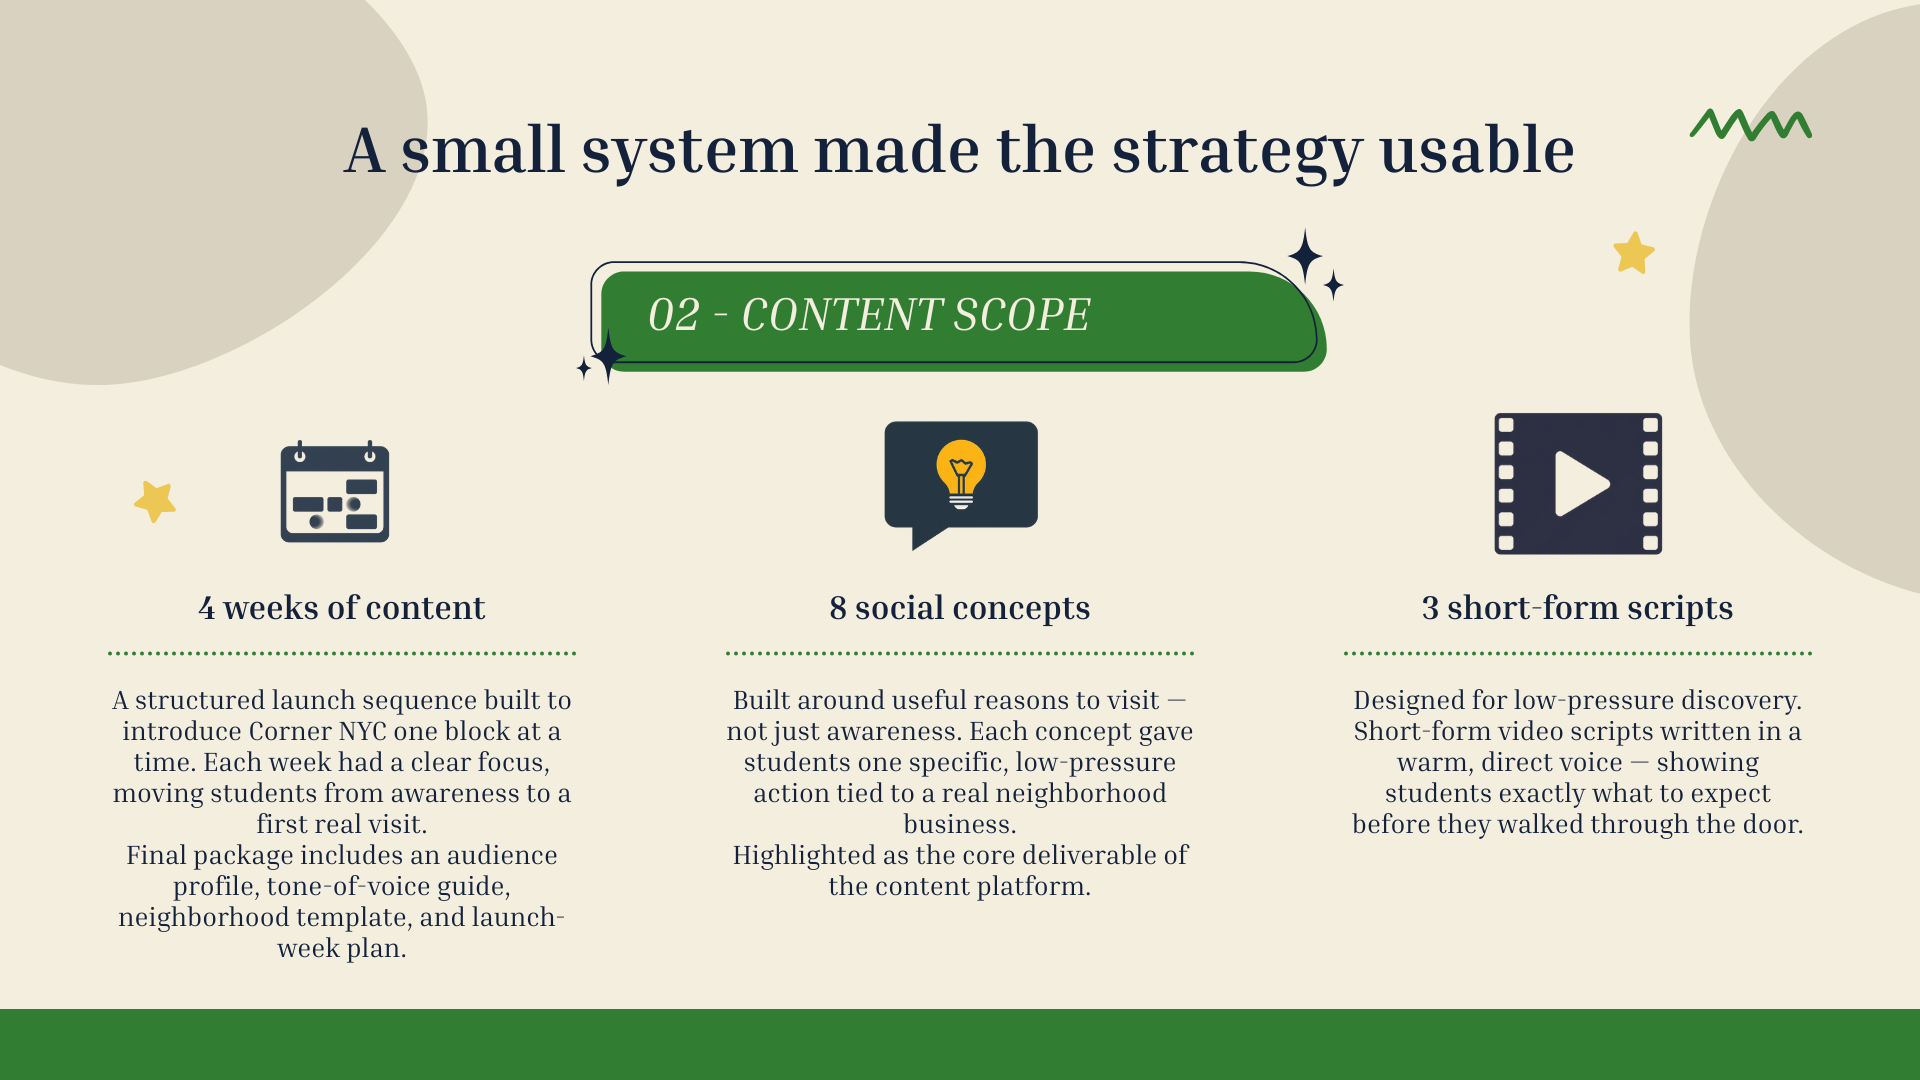 A small system made the strategy usable
02 - CONTENT SCOPE
4 weeks of content
A structured launch sequence built to
introduce Corner NYC one block at a
time. Each week had a clear focus,
moving students from awareness to a
first real visit.
Final package includes an audience
profile, tone-of-voice guide,
neighborhood template, and launch-
week plan.
8 social concepts
Built around useful reasons to visit —
not just awareness. Each concept gave
students one specific, low-pressure
action tied to a real neighborhood
business.
Highlighted as the core deliverable of
the content platform.
3 short-form scripts
Designed for low-pressure discovery.
Short-form video scripts written in a
warm, direct voice — showing
students exactly what to expect
before they walked through the door.